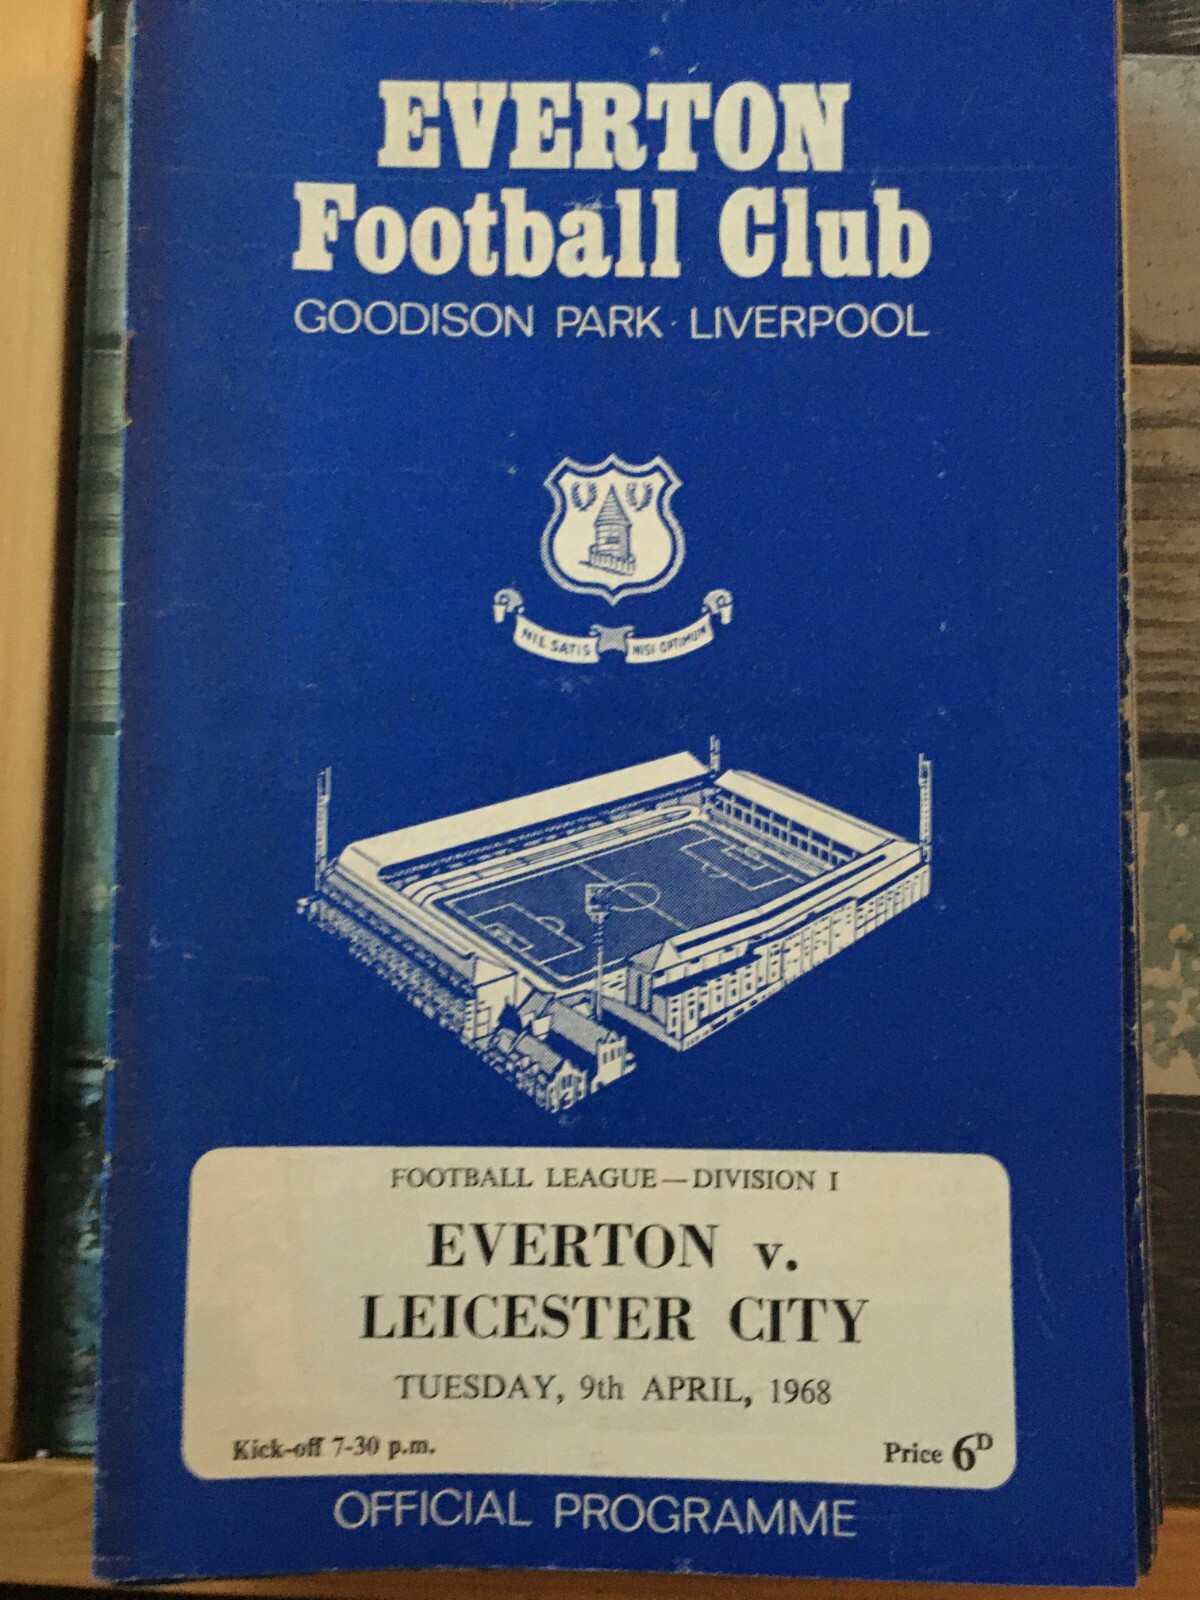 EVERTON
Football Club
GOODISON PARK · LIVERPOOL
NIL SATIS NISI OPTIMUM
FOOTBALL LEAGUE—DIVISION I
EVERTON v.
LEICESTER CITY
TUESDAY, 9th APRIL, 1968
Kick-off 7-30 p.m. Price 6D
OFFICIAL PROGRAMME